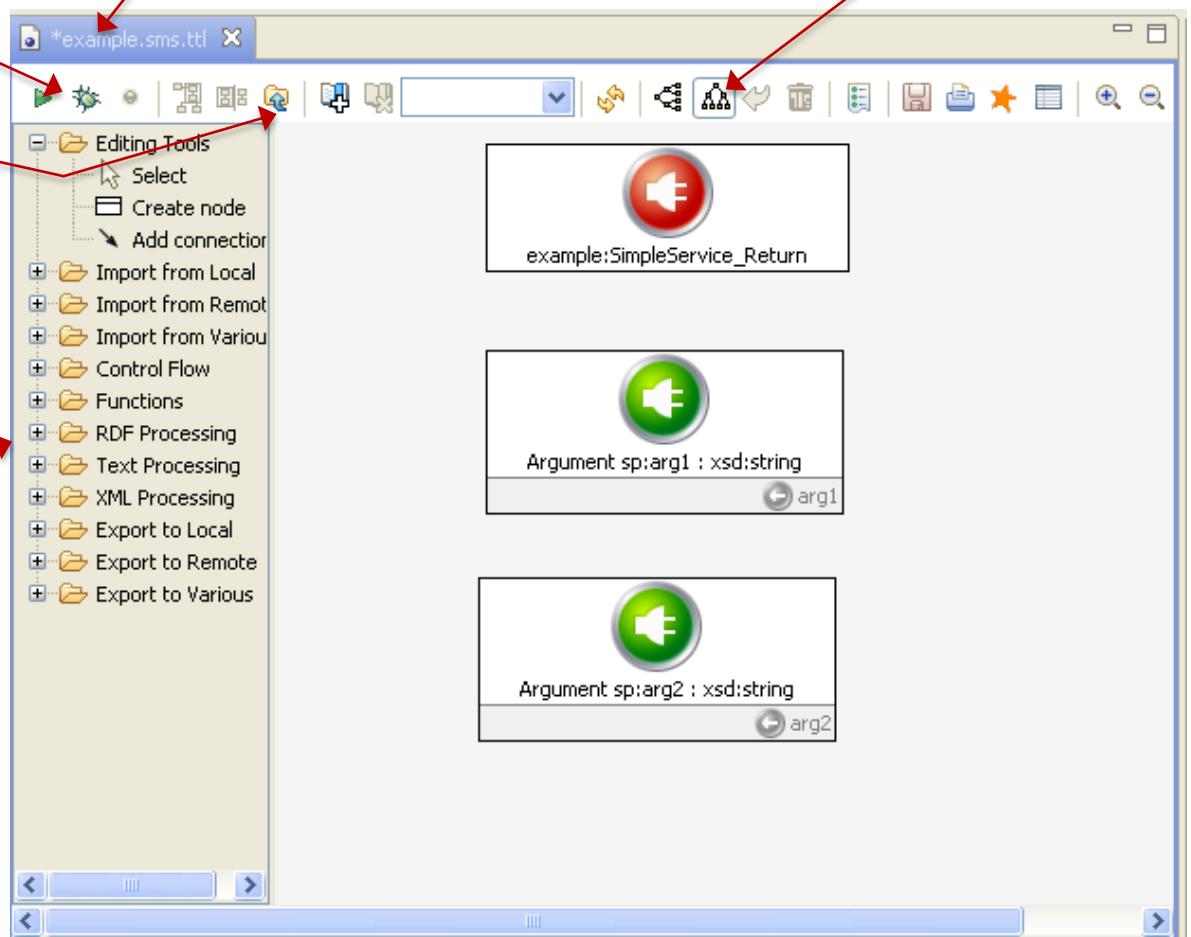 *example.sms.ttl
Editing Tools
Select
Create node
Add connection
Import from Local
Import from Remot
Import from Variou
Control Flow
Functions
RDF Processing
Text Processing
XML Processing
Export to Local
Export to Remote
Export to Various
example:SimpleService_Return
Argument sp:arg1 : xsd:string
arg1
Argument sp:arg2 : xsd:string
arg2